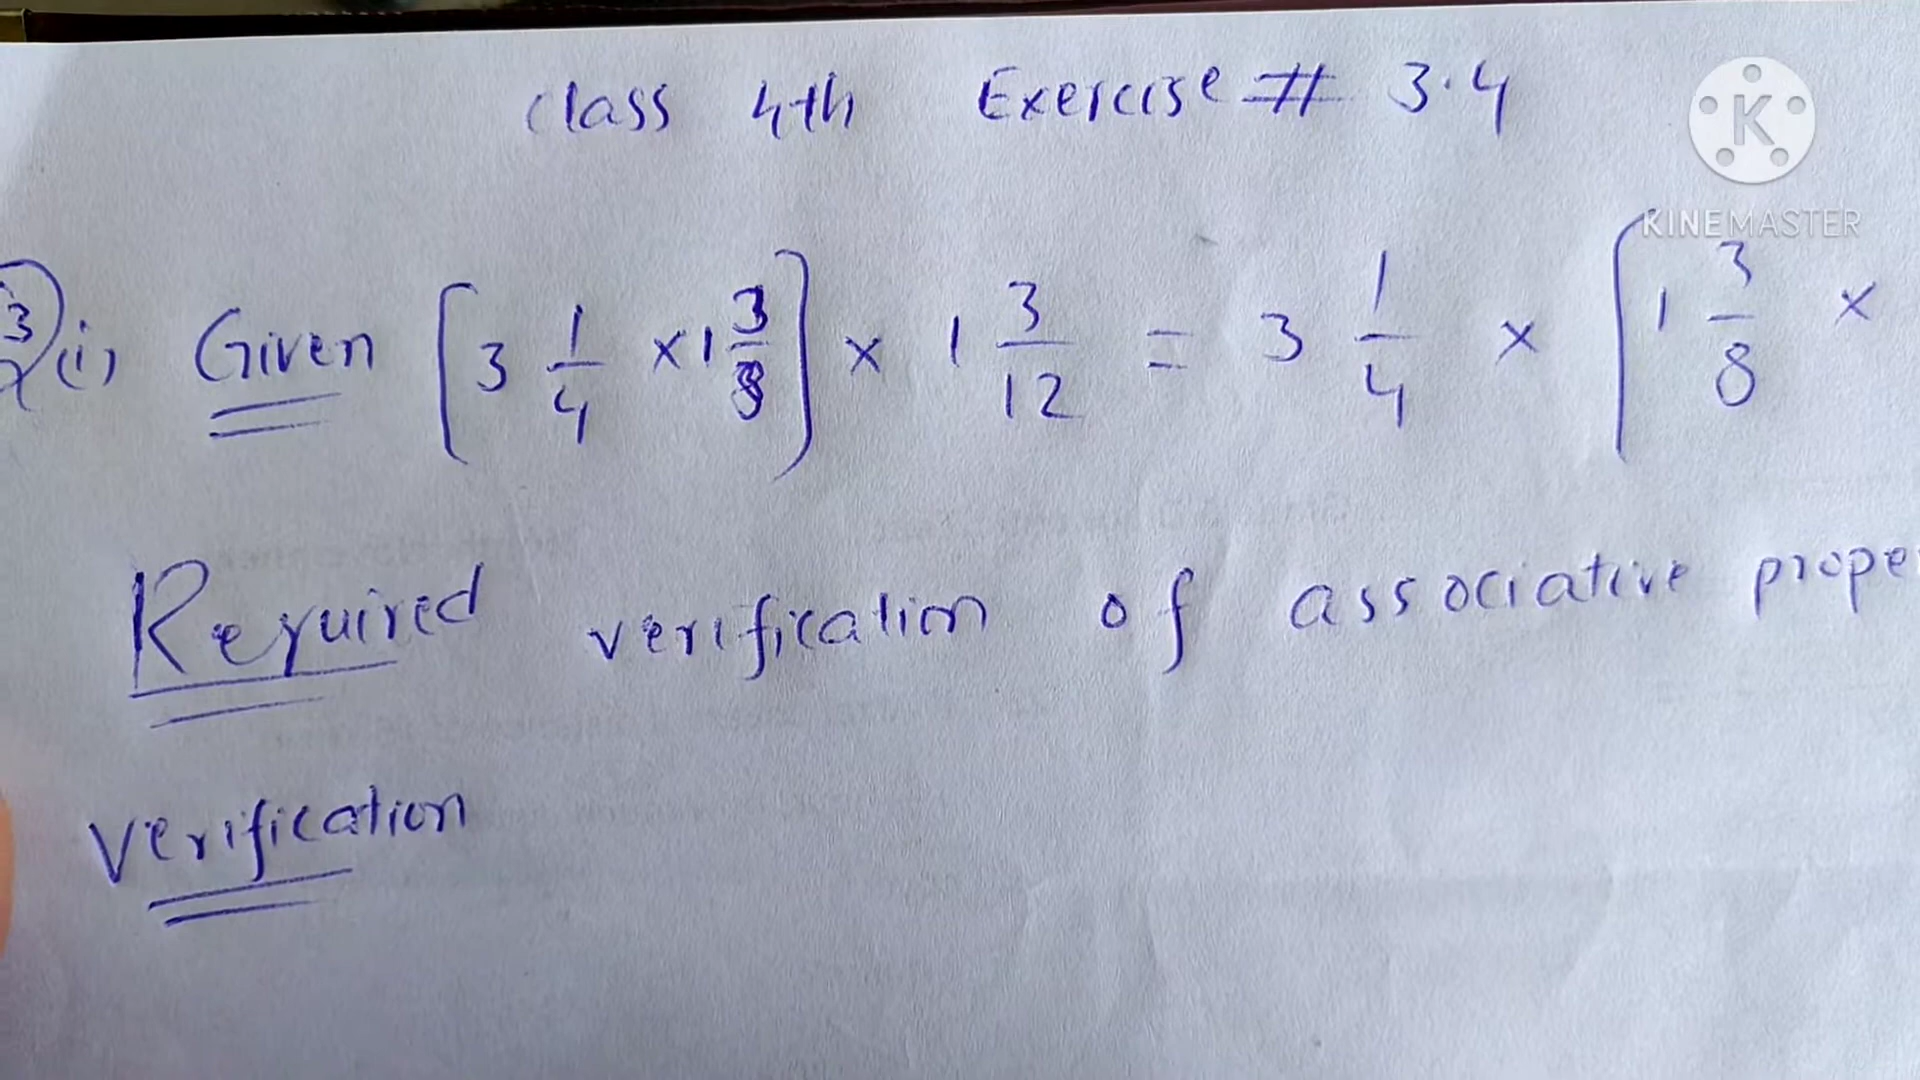 Class 4th Exercise # 3.4
K
KINEMASTER
3 (i) Given [3 1/4 × 1 3/8] × 1 3/12 = 3 1/4 × [1 3/8 ×
Required verification of associative prope
Verification